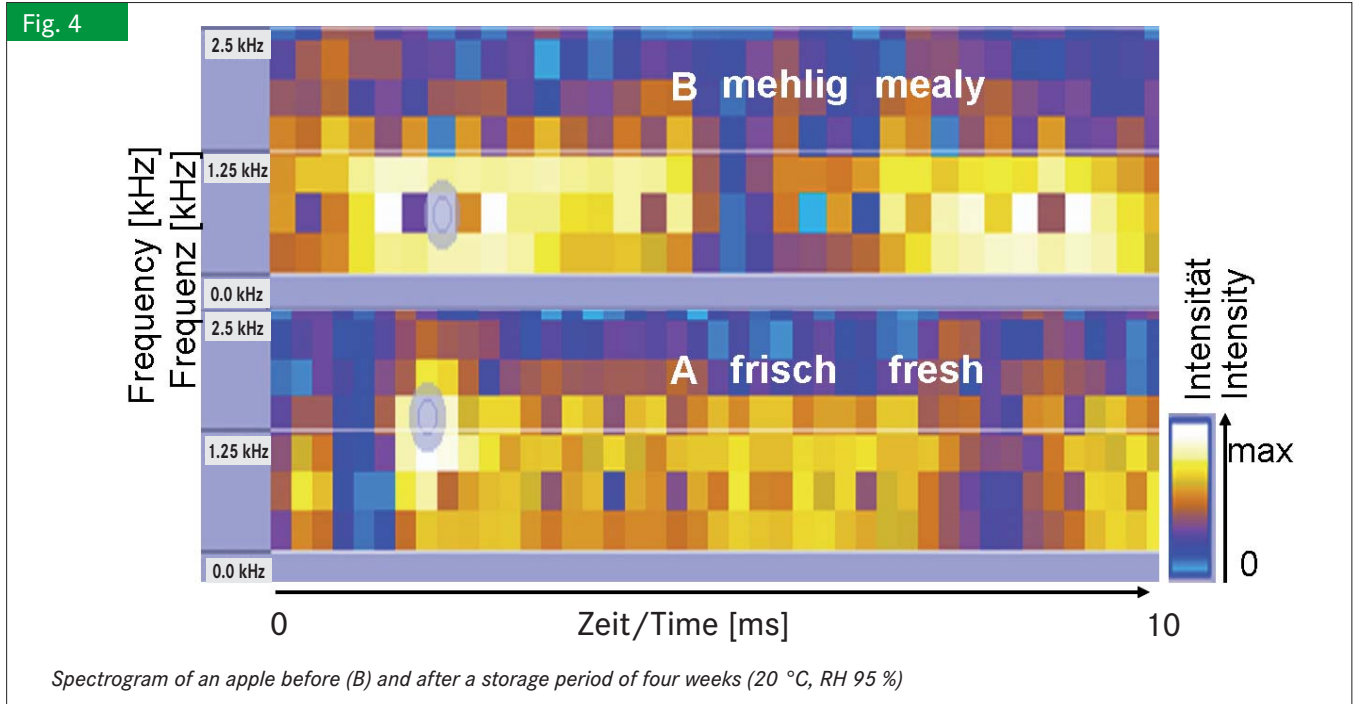 Fig. 4
2.5 kHz
B mehlig mealy
1.25 kHz
0.0 kHz
Frequency [kHz]
Frequenz [kHz]
2.5 kHz
A frisch fresh
1.25 kHz
0.0 kHz
Intensität
Intensity
max
0
0 Zeit/Time [ms] 10
Spectrogram of an apple before (B) and after a storage period of four weeks (20 °C, RH 95 %)